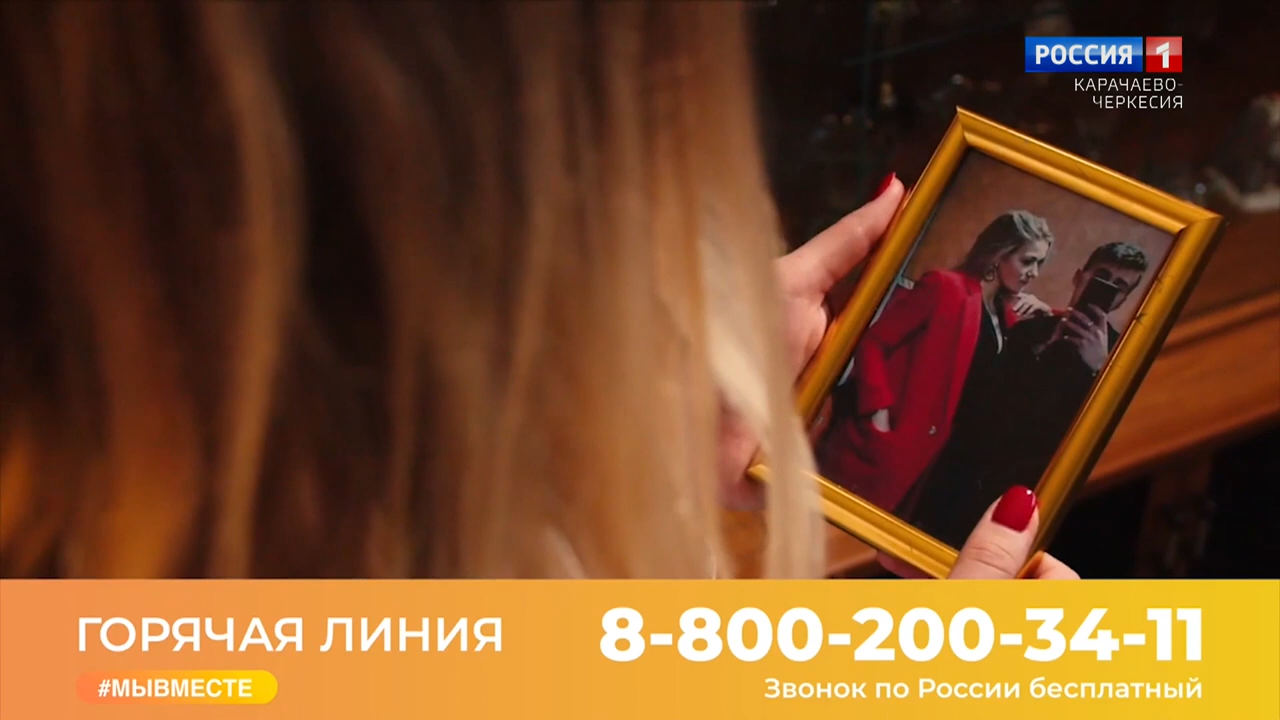 РОССИЯ 1
КАРАЧАЕВО-
ЧЕРКЕСИЯ
ГОРЯЧАЯ ЛИНИЯ
8-800-200-34-11
#МЫВМЕСТЕ
Звонок по России бесплатный